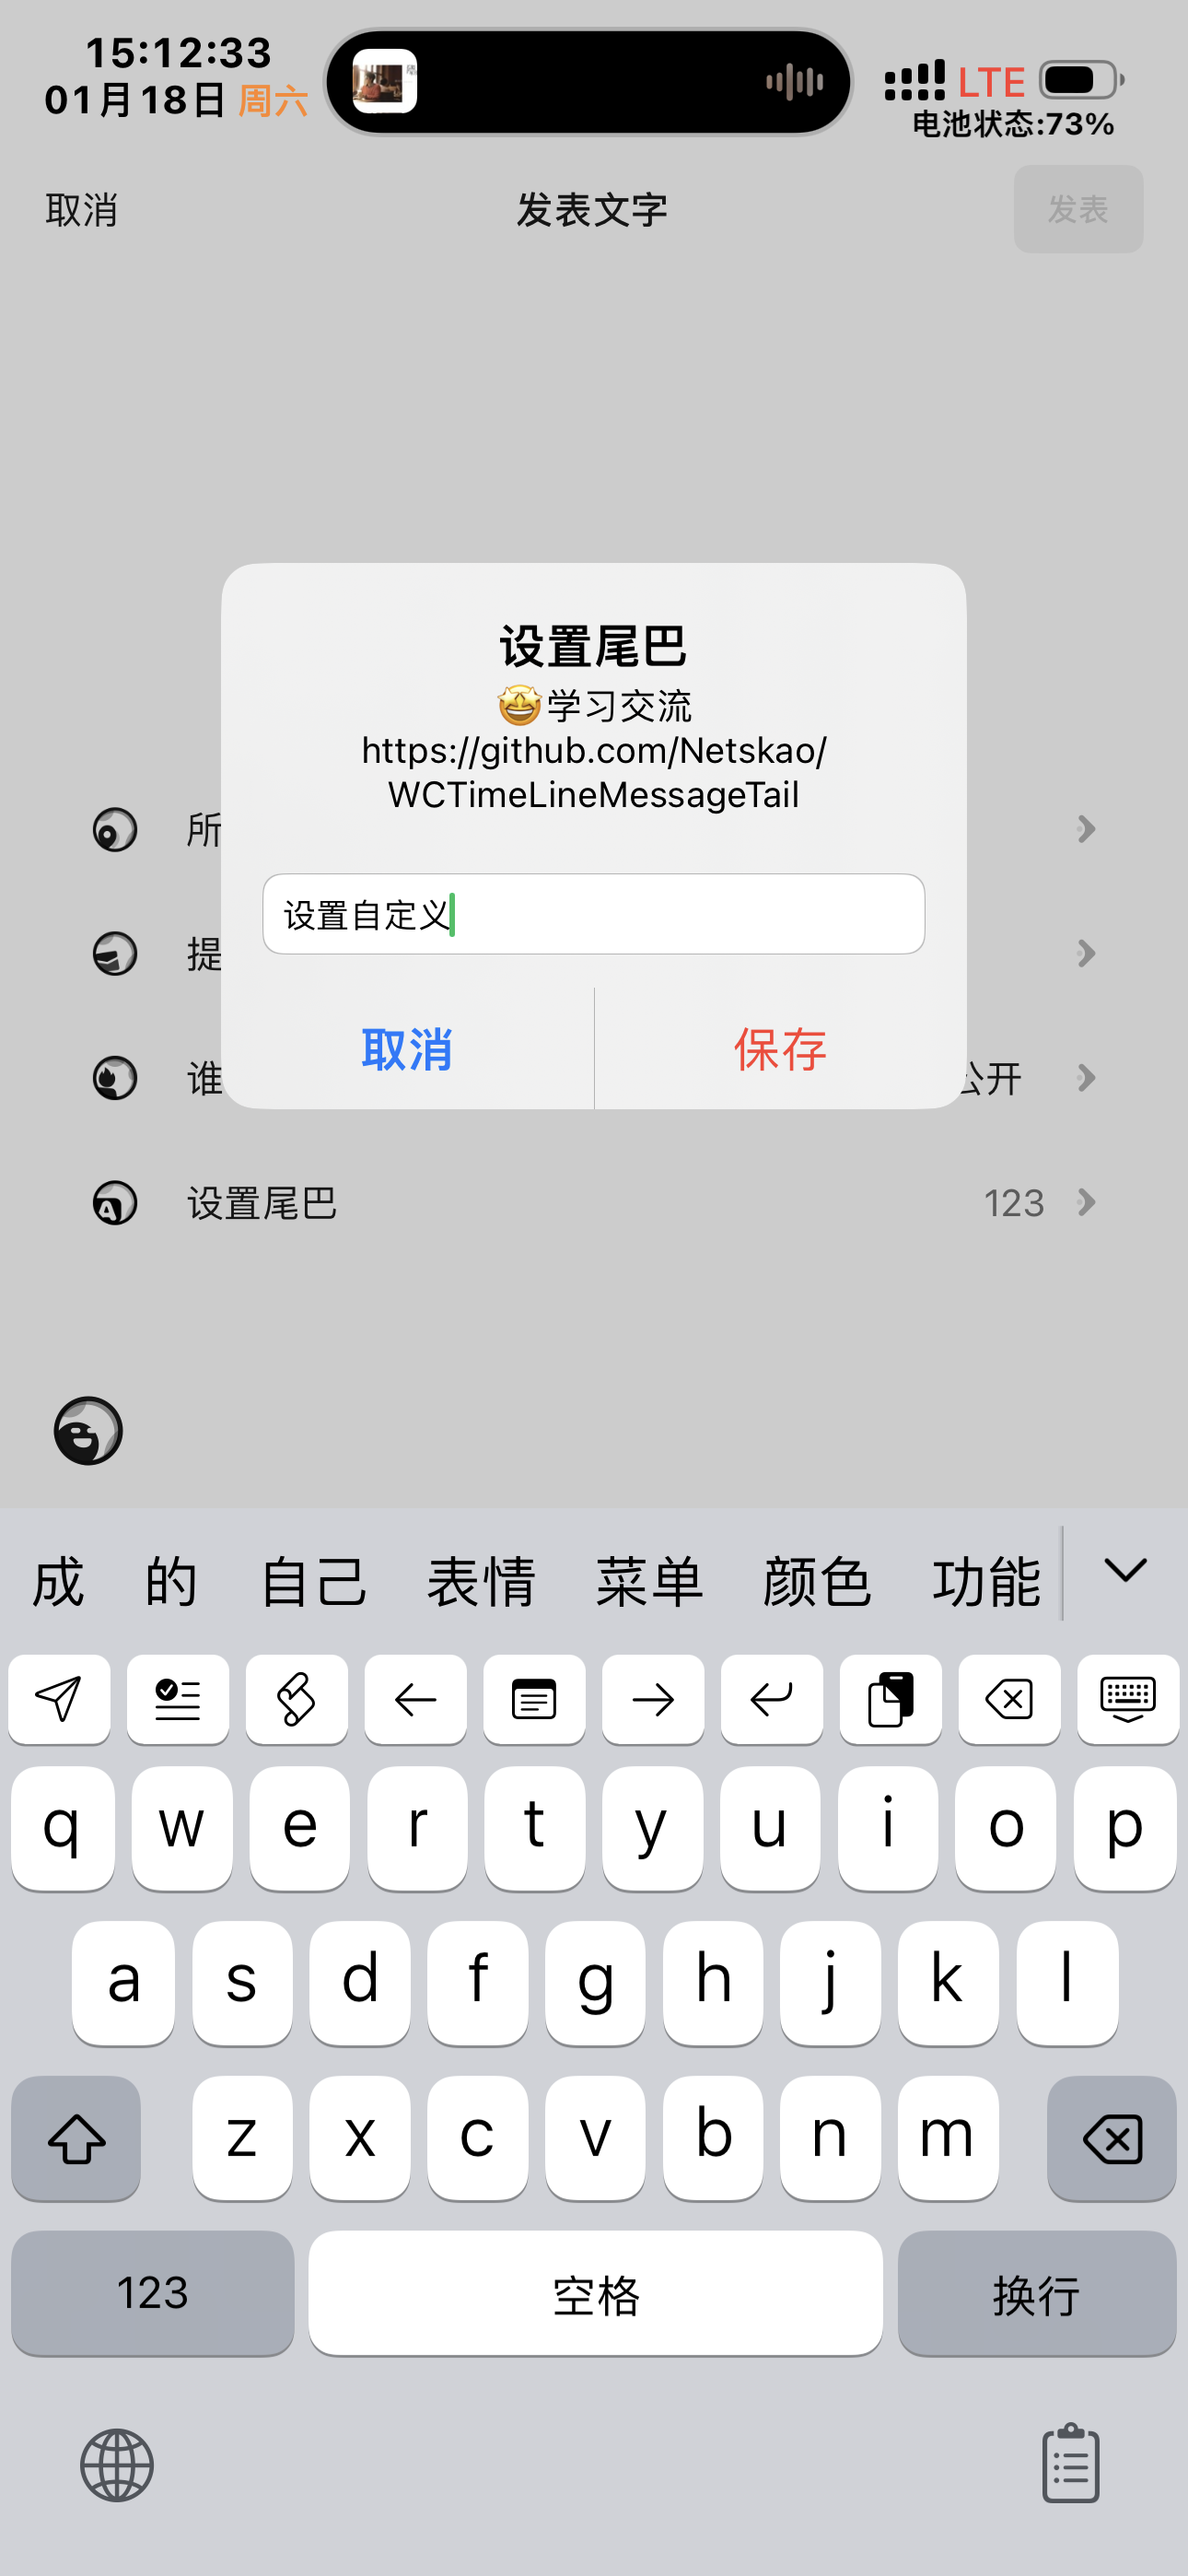 15:12:33
01月18日 周六
LTE
电池状态:73%
取消
发表文字
发表
设置尾巴
🤩学习交流
https://github.com/Netskao/
WCTimeLineMessageTail
所
设置自定义
提
取消
保存
谁
公开
设置尾巴
123
成 的 自己 表情 菜单 颜色 功能
q w e r t y u i o p
a s d f g h j k l
z x c v b n m
123 空格 换行